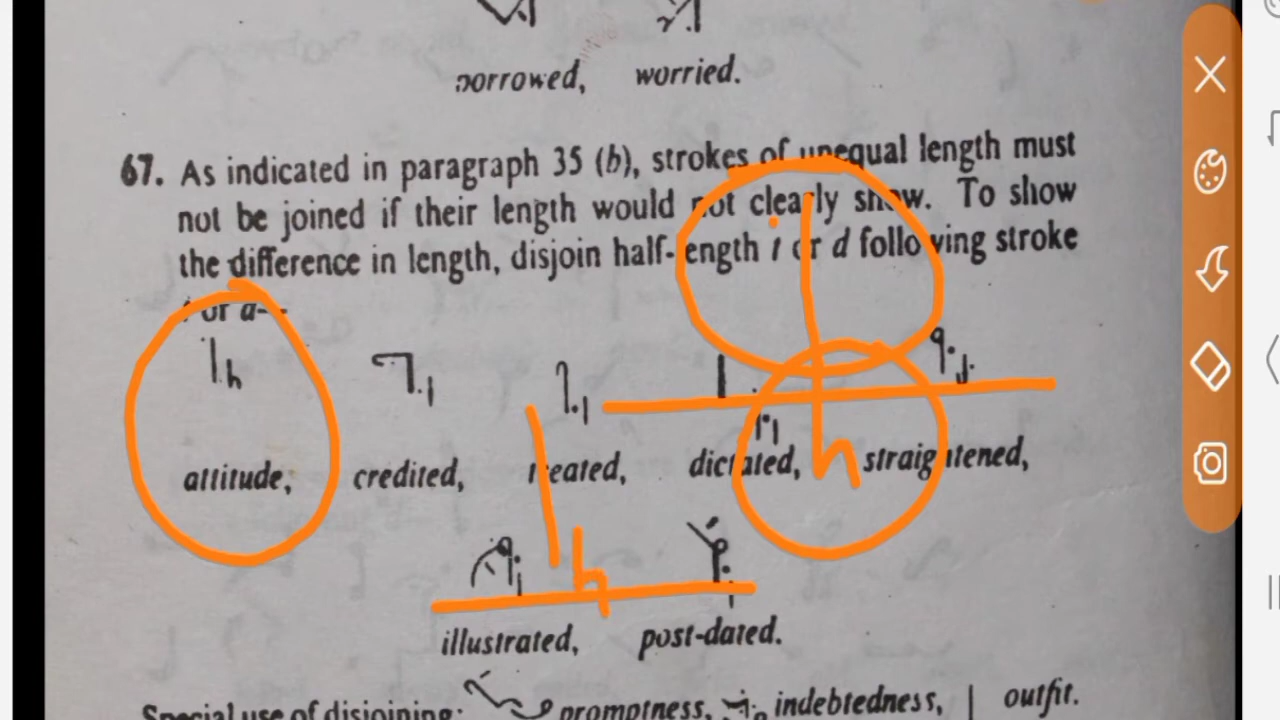 borrowed, worried.
67. As indicated in paragraph 35 (b), strokes of unequal length must
not be joined if their length would not clearly show. To show
the difference in length, disjoin half-length t or d following stroke
t or d—
attitude, credited, treated, dictated, straightened,
illustrated, post-dated.
Special use of disjoining: promptness, indebtedness, outfit.